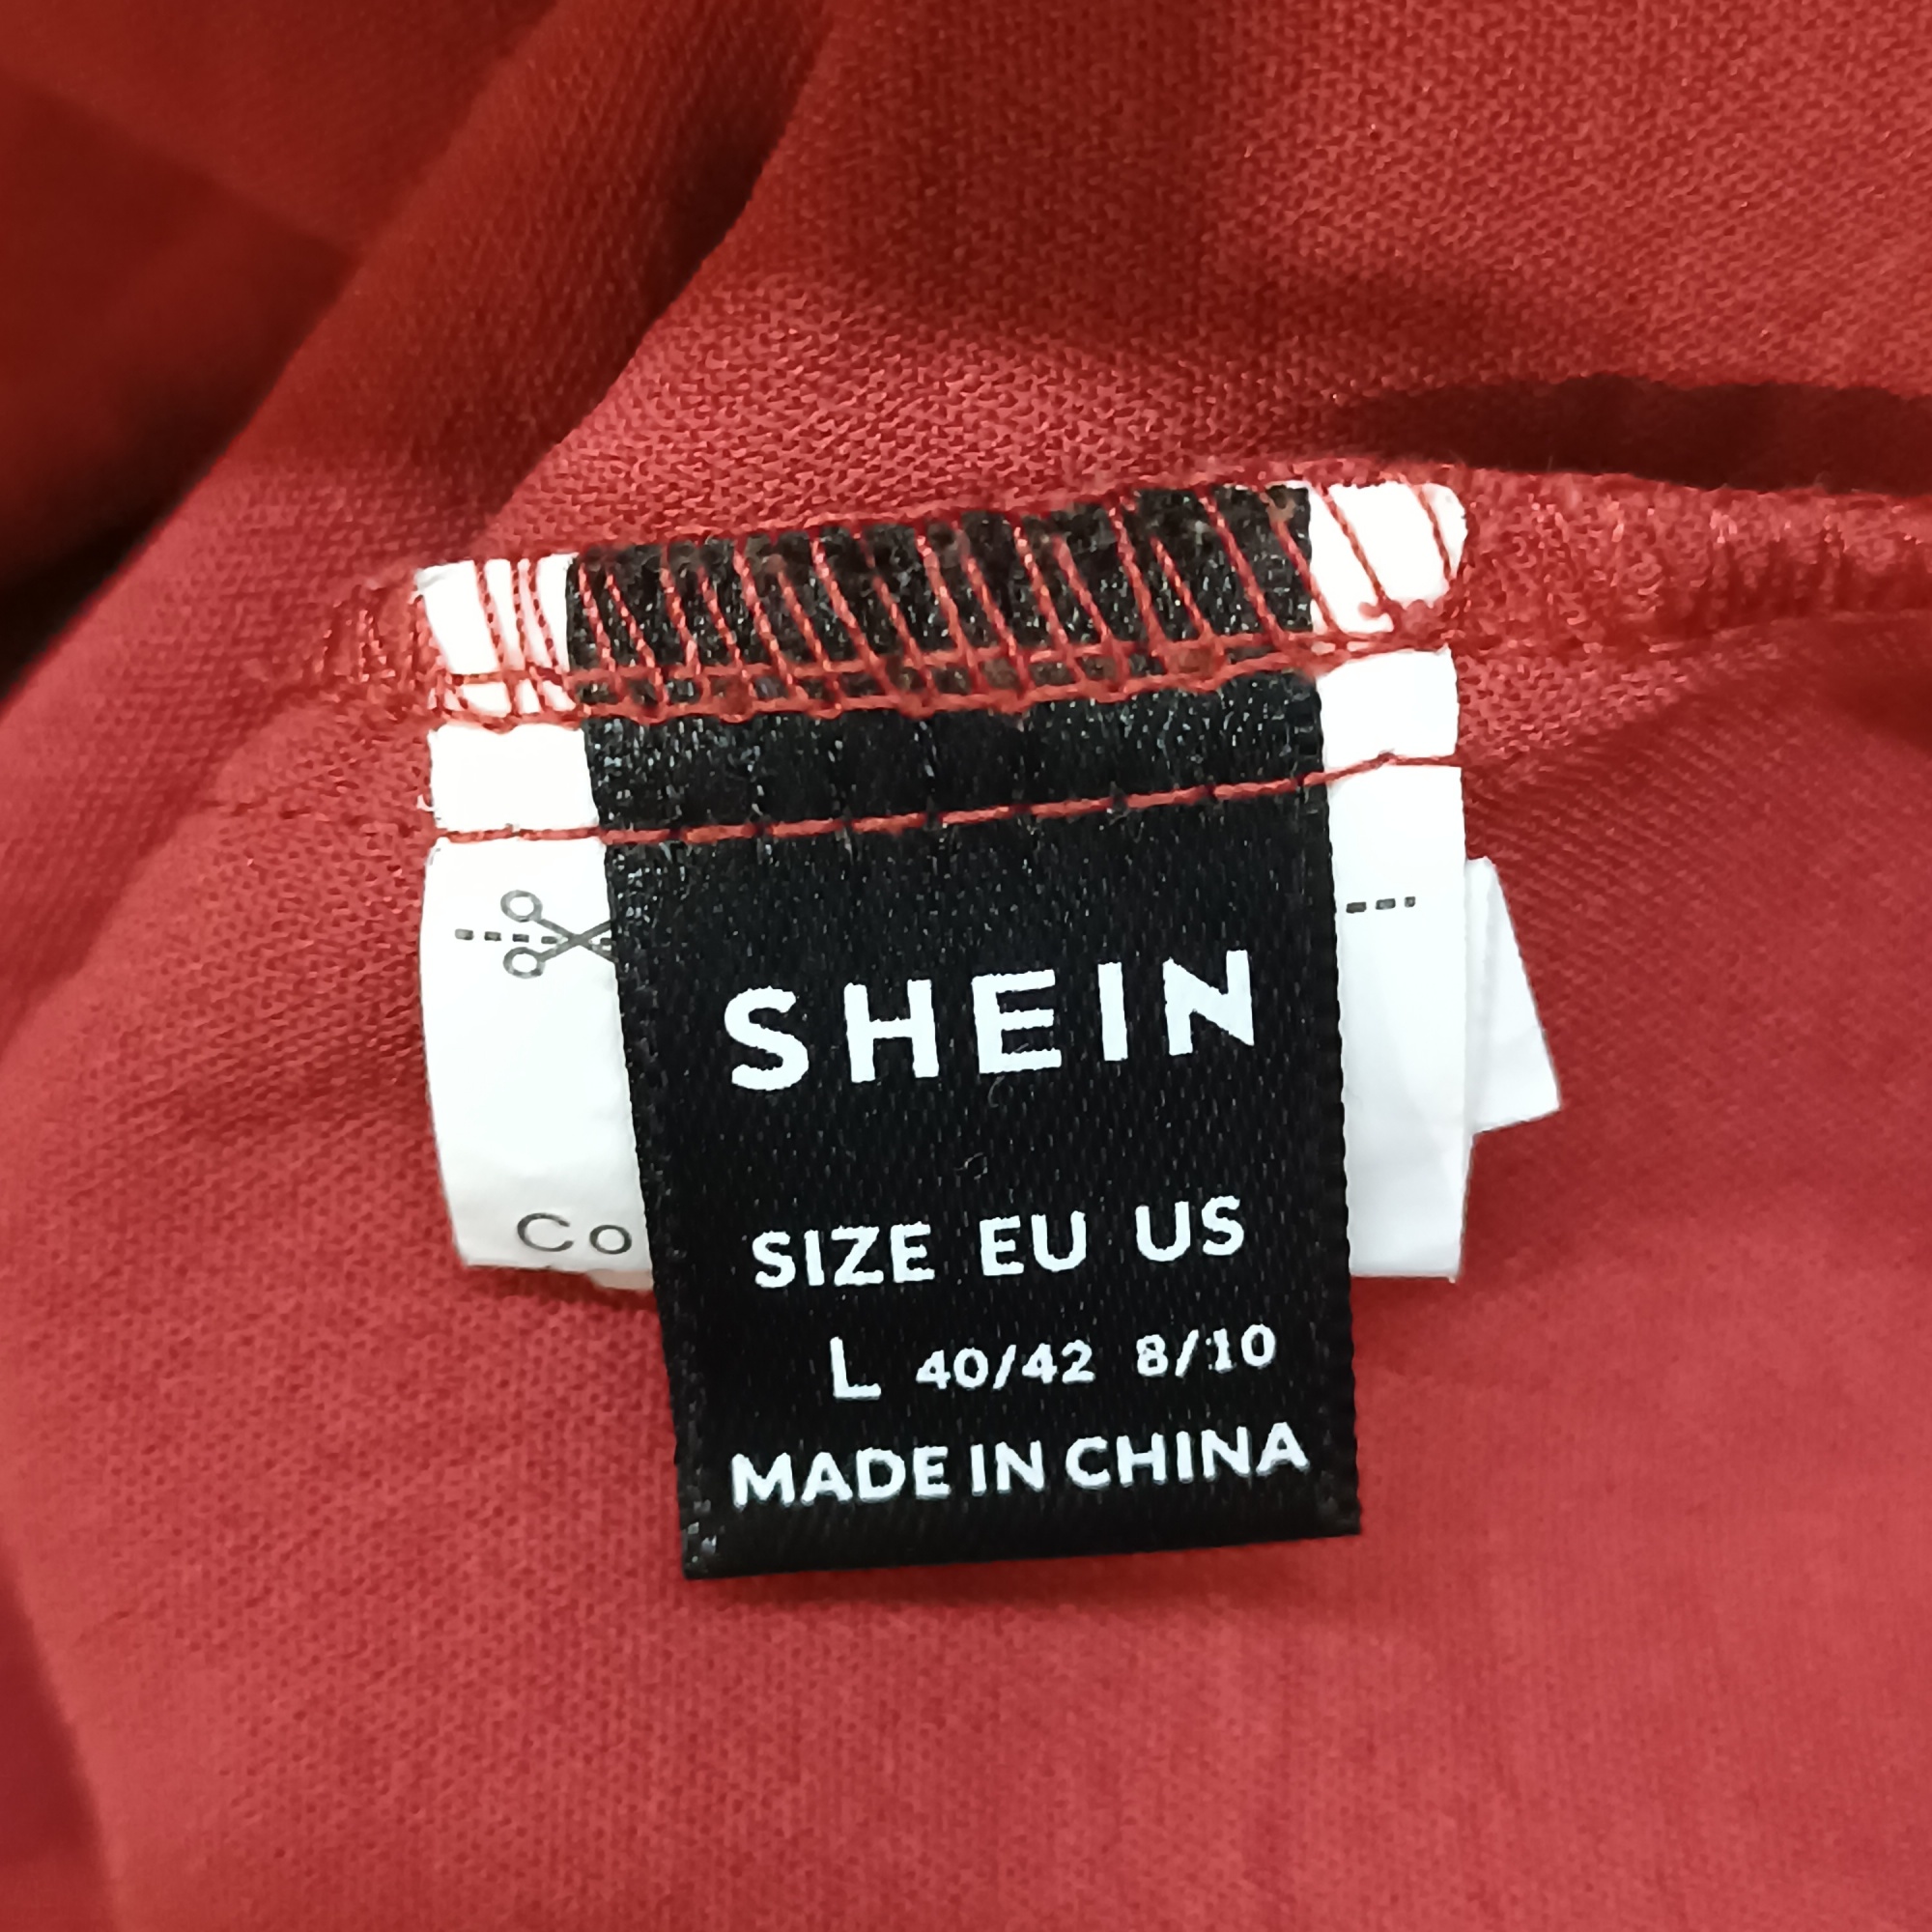 SHEIN
Co
SIZE EU US
L 40/42 8/10
MADE IN CHINA